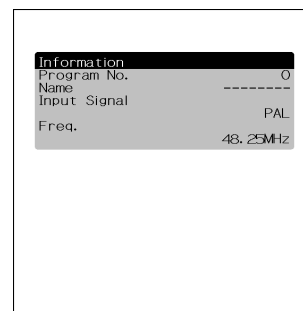 Information
Program No. 0
Name --------
Input Signal
PAL
Freq.
48.25MHz